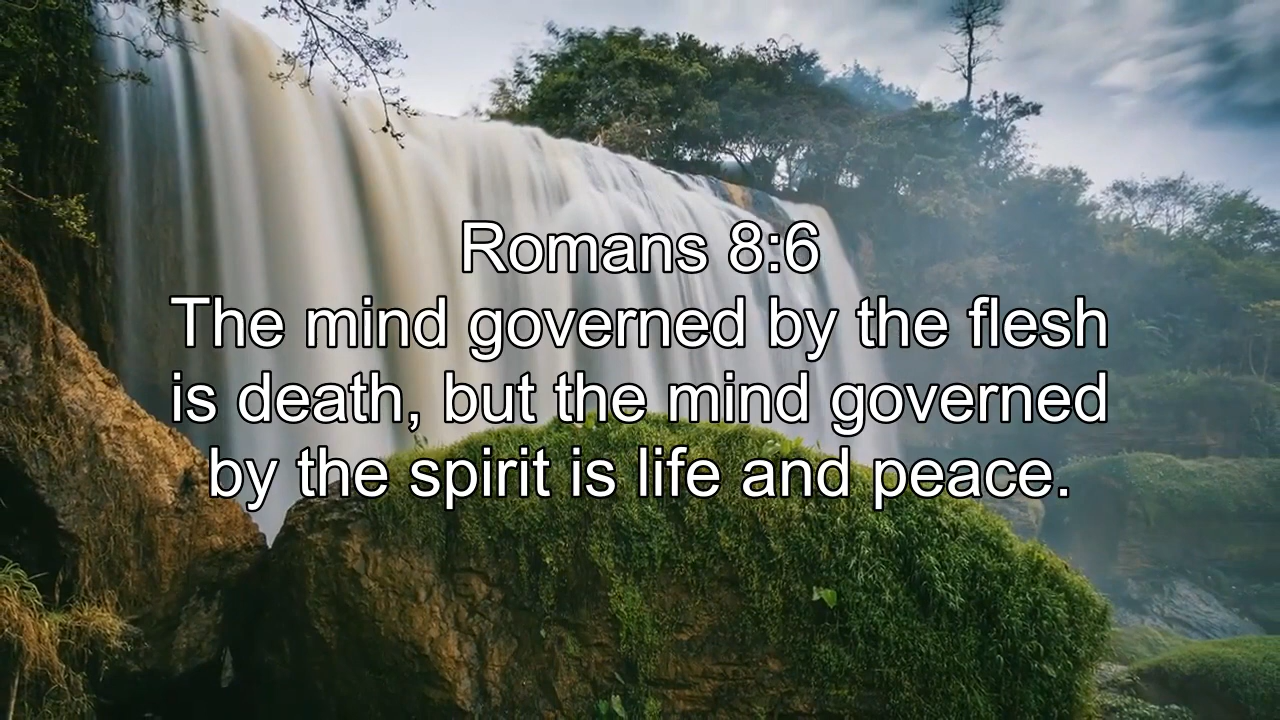 Romans 8:6
The mind governed by the flesh
is death, but the mind governed
by the spirit is life and peace.